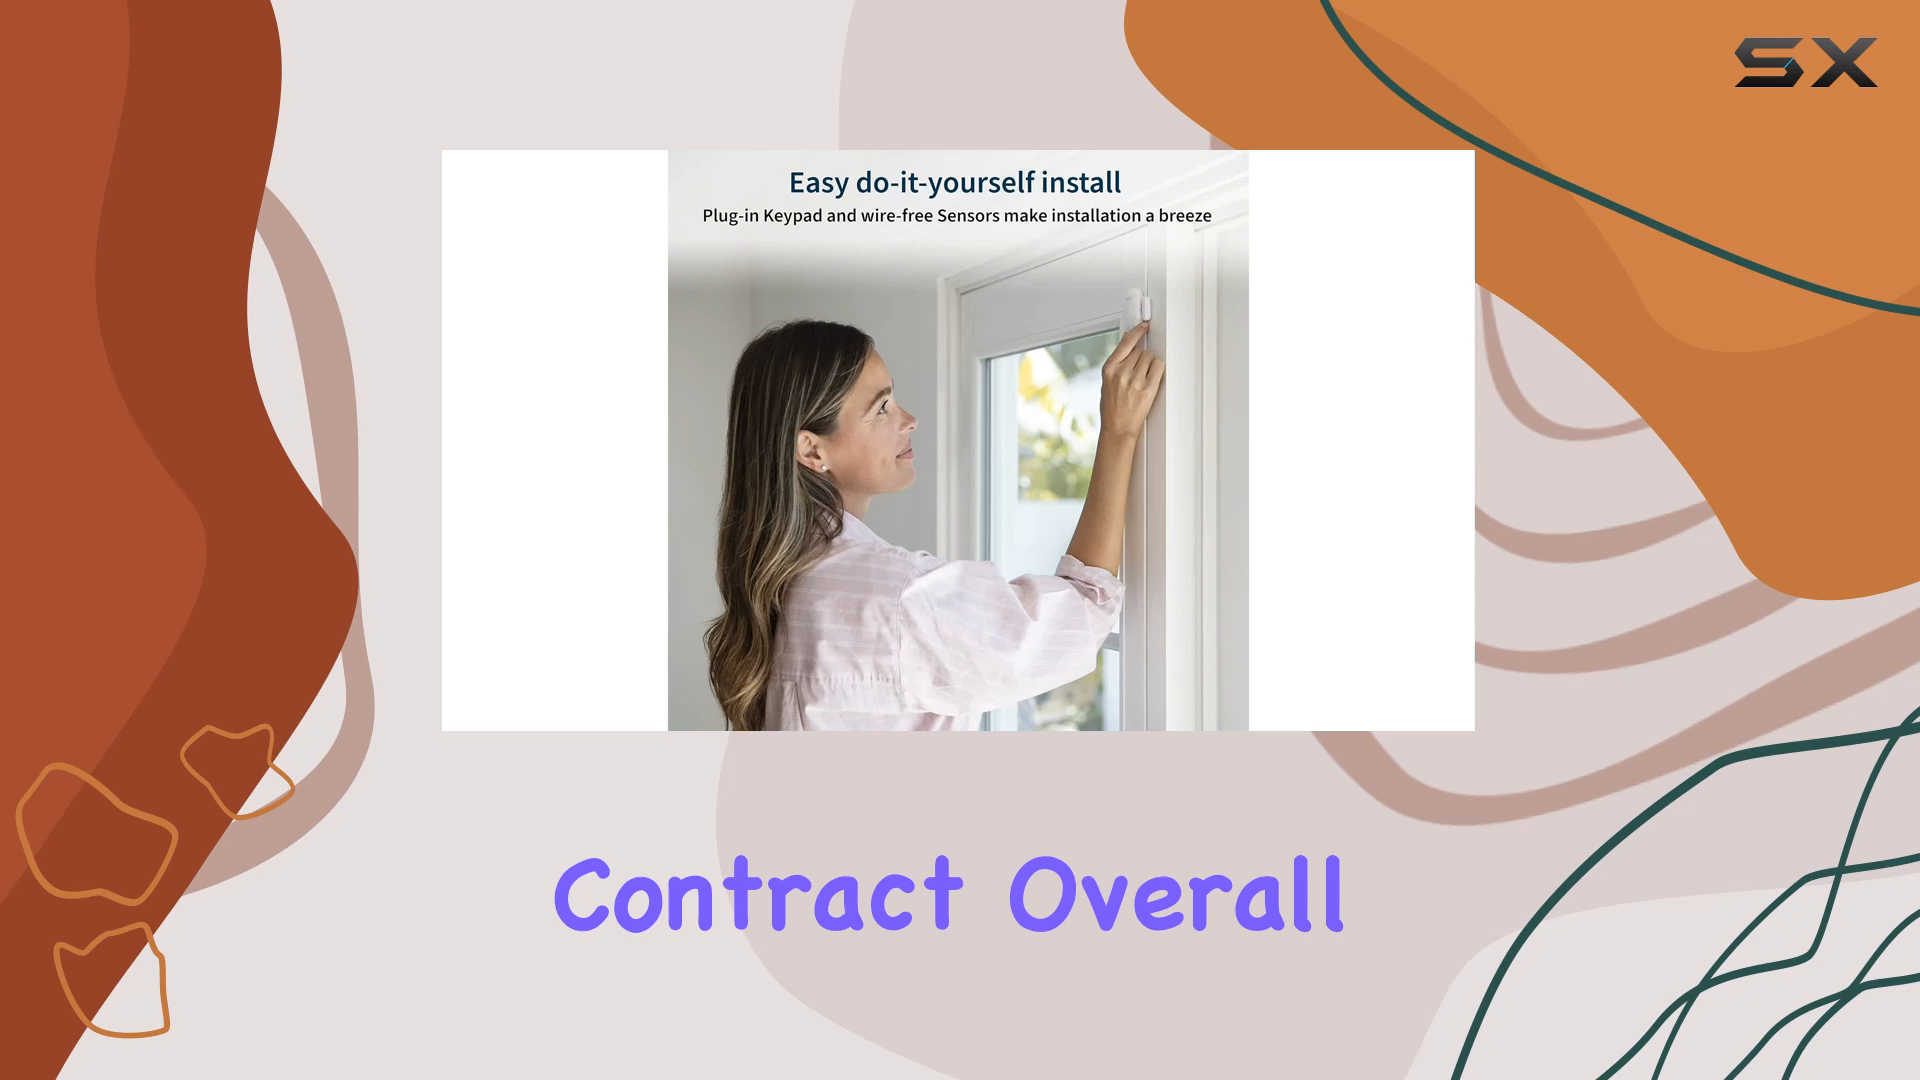 SX
Easy do-it-yourself install
Plug-in Keypad and wire-free Sensors make installation a breeze
Contract Overall